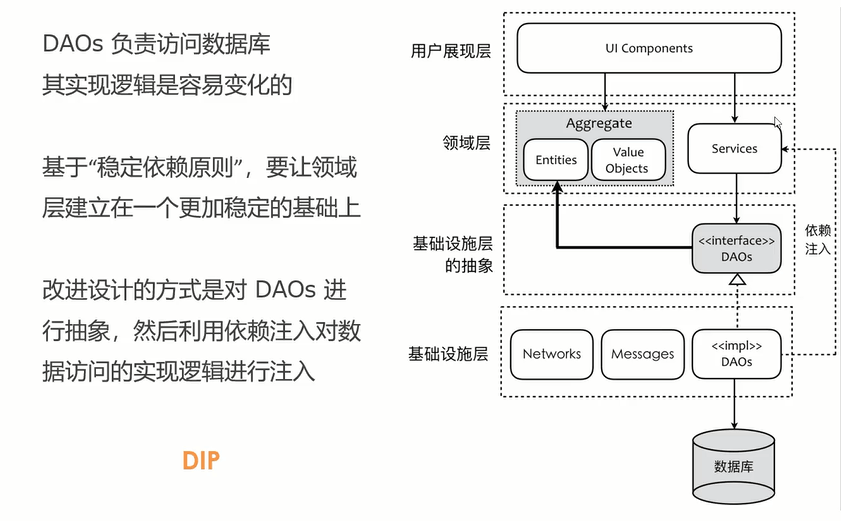 DAOs 负责访问数据库
其实现逻辑是容易变化的
基于“稳定依赖原则”，要让领域
层建立在一个更加稳定的基础上
改进设计的方式是对 DAOs 进
行抽象，然后利用依赖注入对数
据访问的实现逻辑进行注入
DIP
用户展现层
UI Components
领域层
Aggregate
Entities
Value
Objects
Services
基础设施层
的抽象
<<interface>>
DAOs
依赖
注入
基础设施层
Networks
Messages
<<impl>>
DAOs
数据库